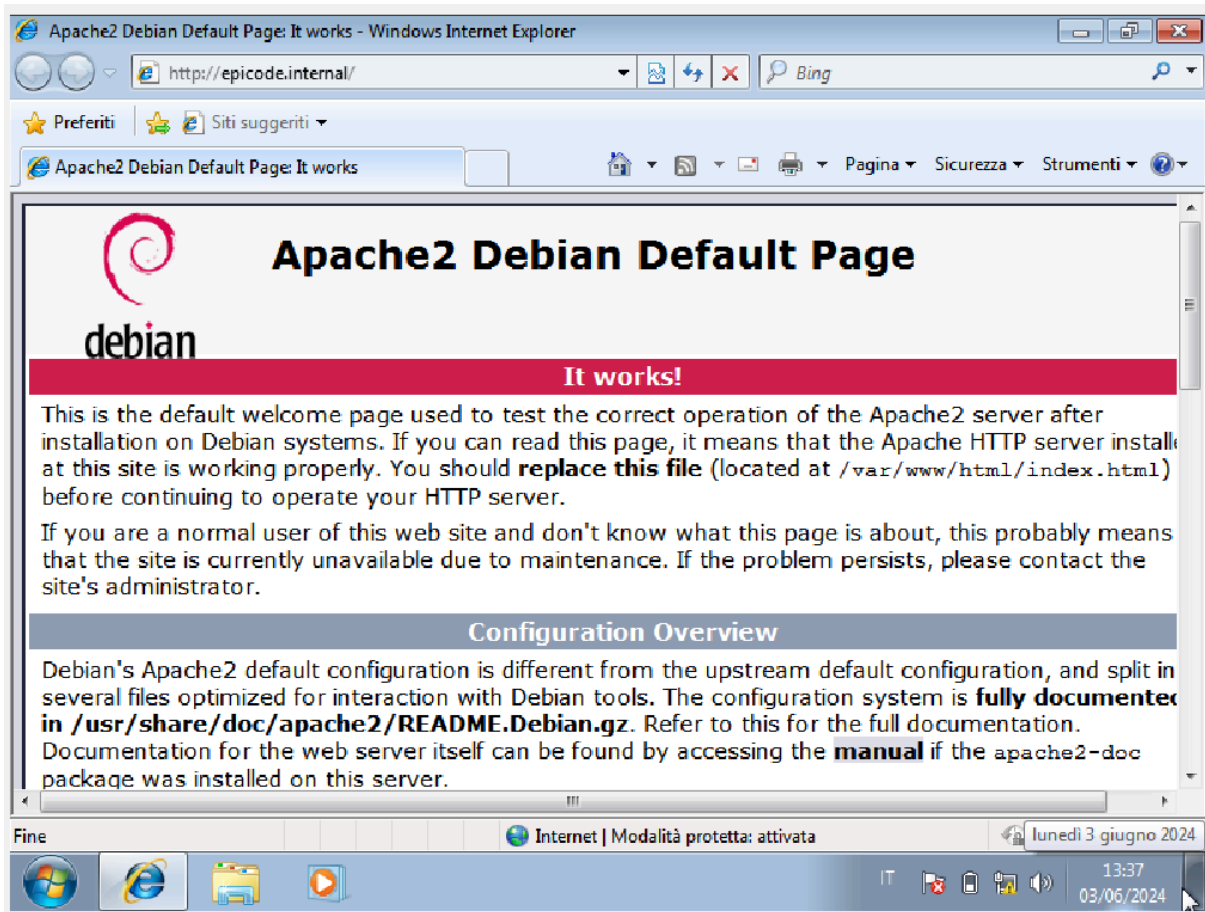 Apache2 Debian Default Page: It works - Windows Internet Explorer
http://epicode.internal/
Bing
Preferiti
Siti suggeriti
Apache2 Debian Default Page: It works
Pagina
Sicurezza
Strumenti
debian
Apache2 Debian Default Page
It works!
This is the default welcome page used to test the correct operation of the Apache2 server after
installation on Debian systems. If you can read this page, it means that the Apache HTTP server installe
at this site is working properly. You should replace this file (located at /var/www/html/index.html)
before continuing to operate your HTTP server.
If you are a normal user of this web site and don't know what this page is about, this probably means
that the site is currently unavailable due to maintenance. If the problem persists, please contact the
site's administrator.
Configuration Overview
Debian's Apache2 default configuration is different from the upstream default configuration, and split in
several files optimized for interaction with Debian tools. The configuration system is fully documented
in /usr/share/doc/apache2/README.Debian.gz. Refer to this for the full documentation.
Documentation for the web server itself can be found by accessing the manual if the apache2-doc
package was installed on this server.
Fine
Internet | Modalità protetta: attivata
lunedì 3 giugno 2024
IT
13:37
03/06/2024